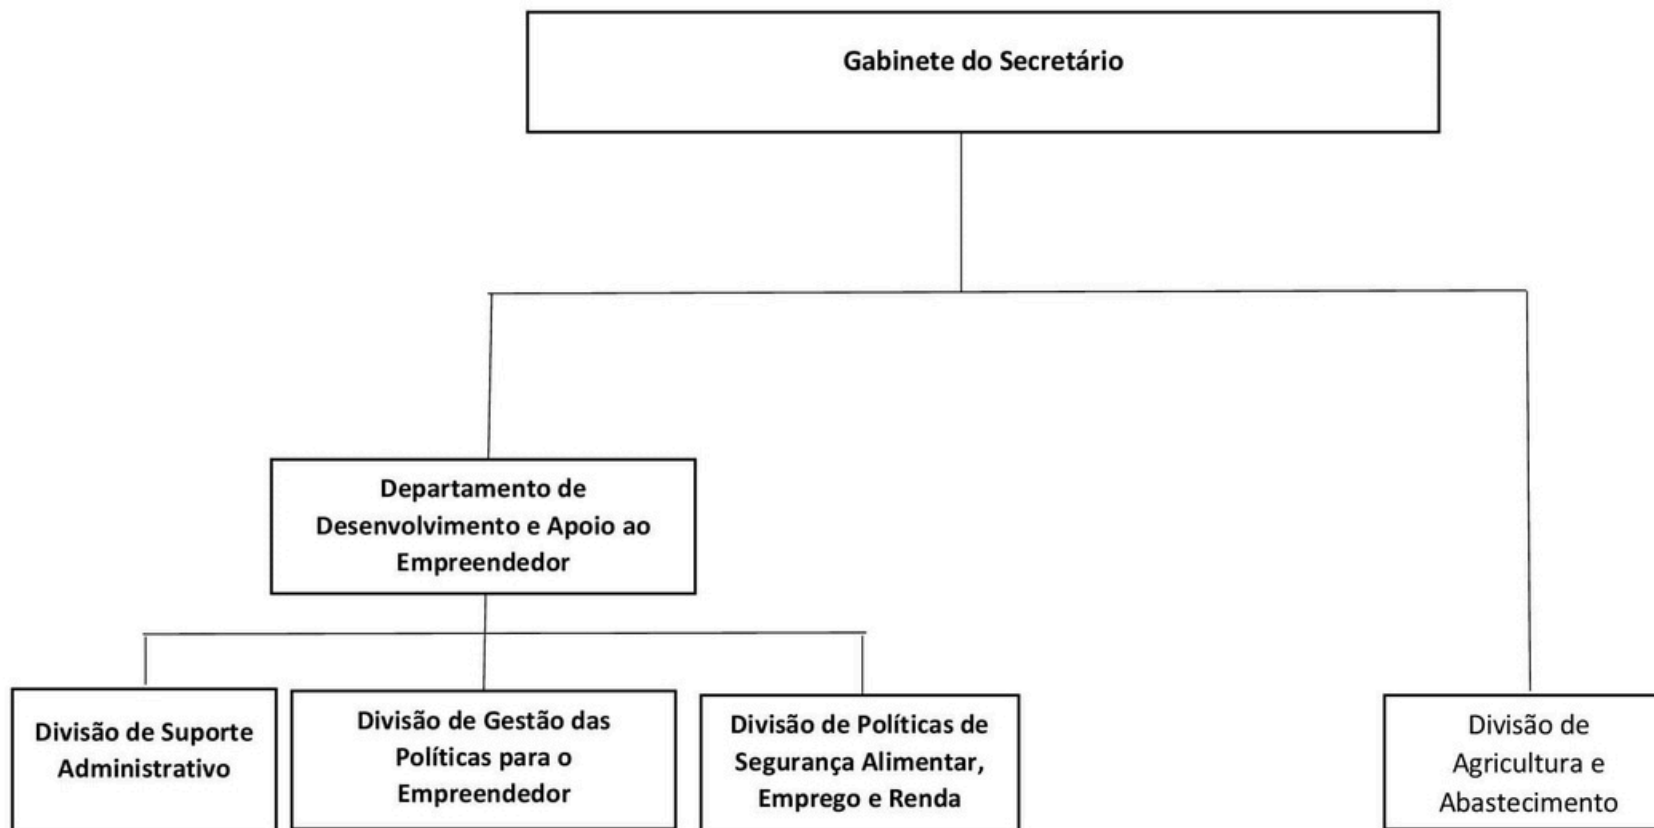 Gabinete do Secretário
Departamento de
Desenvolvimento e Apoio ao
Empreendedor
Divisão de Suporte
Administrativo
Divisão de Gestão das
Políticas para o
Empreendedor
Divisão de Políticas de
Segurança Alimentar,
Emprego e Renda
Divisão de
Agricultura e
Abastecimento